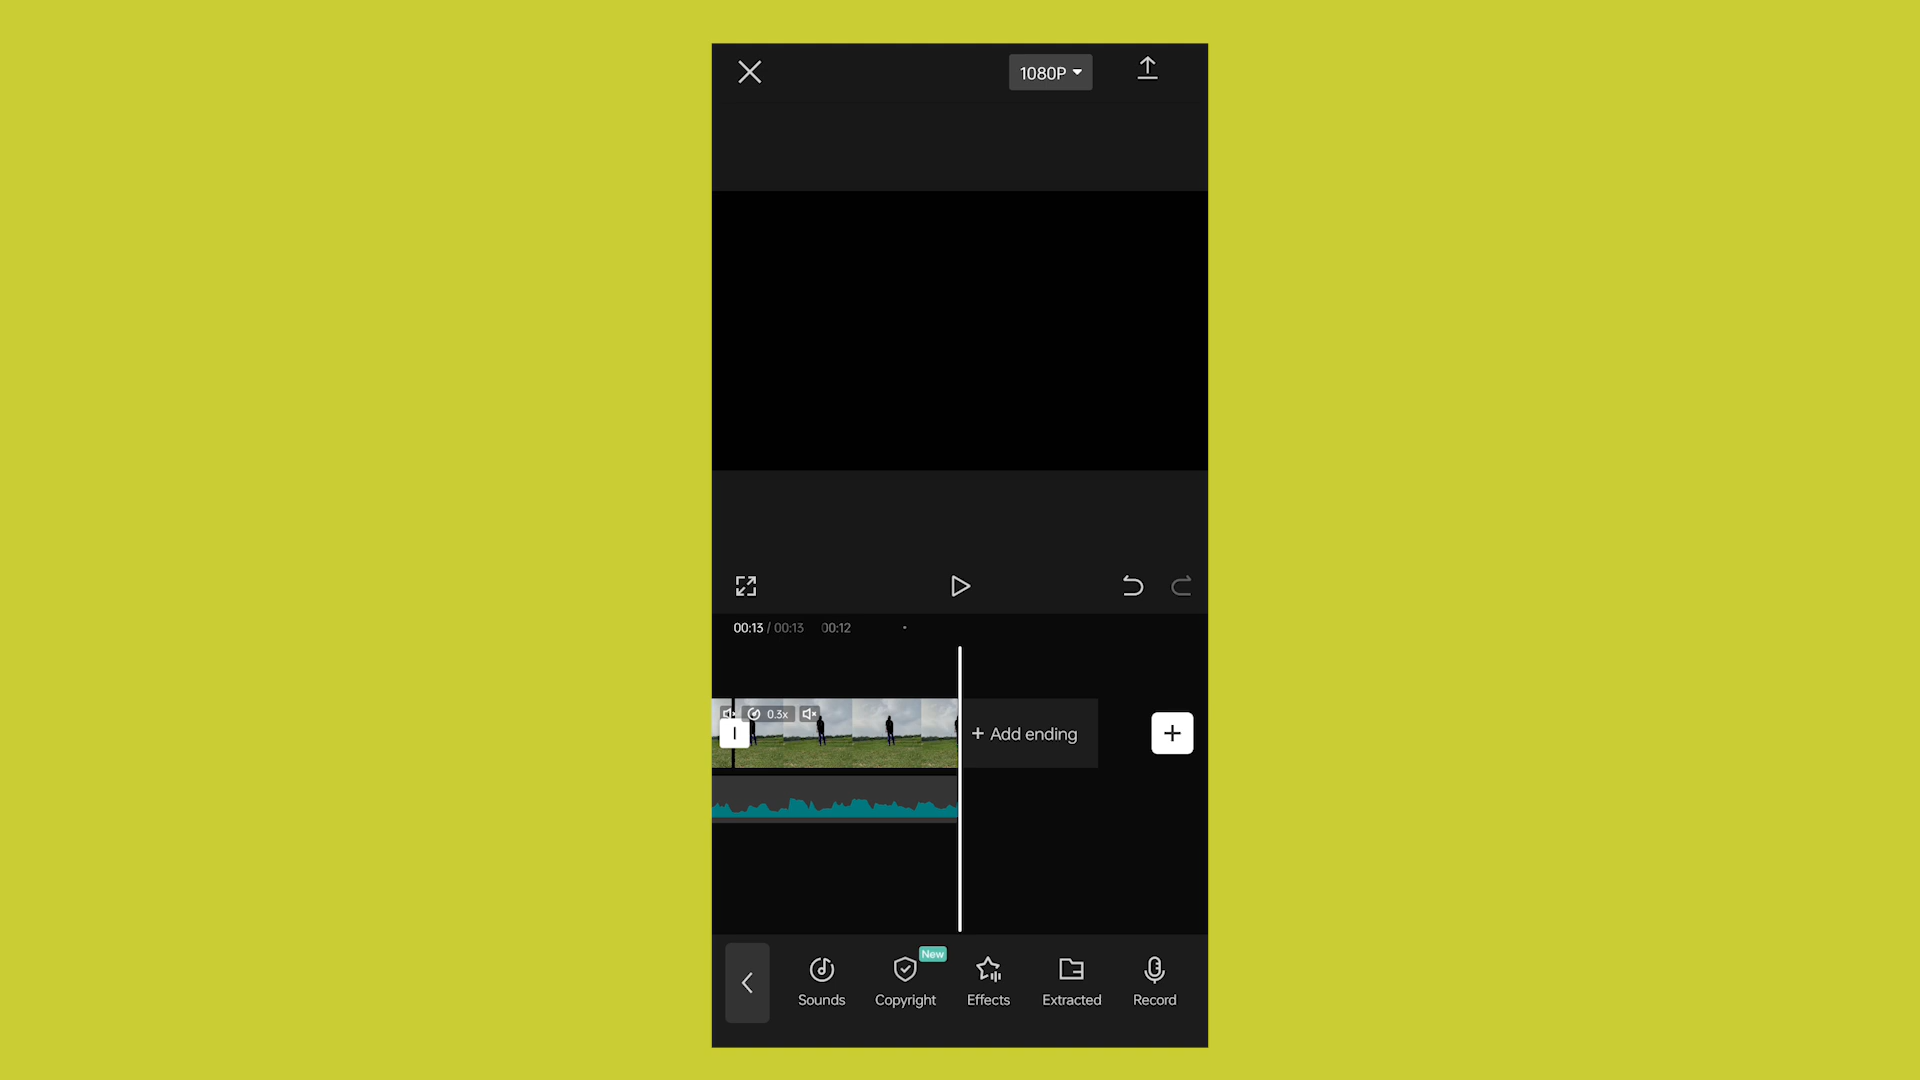 1080P
00:13 / 00:13 00:12
0.3x
+ Add ending
New
Sounds Copyright Effects Extracted Record